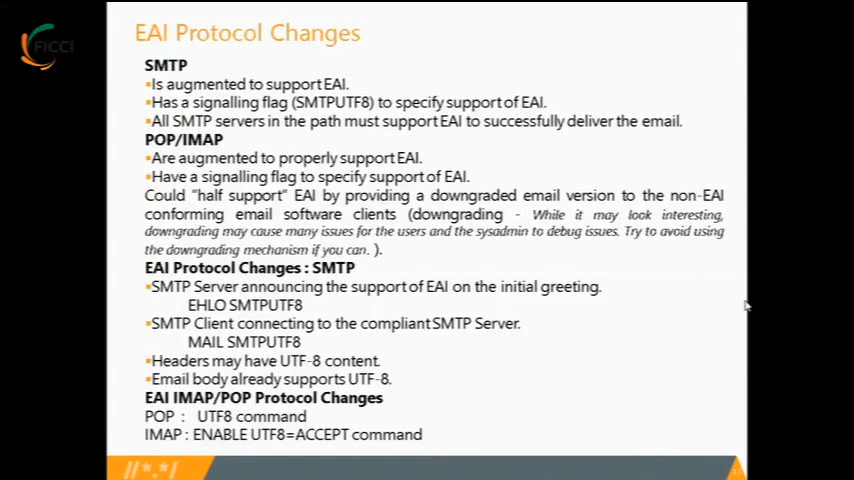 FICCI
EAI Protocol Changes
SMTP
▪Is augmented to support EAI.
▪Has a signalling flag (SMTPUTF8) to specify support of EAI.
▪All SMTP servers in the path must support EAI to successfully deliver the email.
POP/IMAP
▪Are augmented to properly support EAI.
▪Have a signalling flag to specify support of EAI.
Could "half support" EAI by providing a downgraded email version to the non-EAI
conforming email software clients (downgrading - While it may look interesting,
downgrading may cause many issues for the users and the sysadmin to debug issues. Try to avoid using
the downgrading mechanism if you can. ).
EAI Protocol Changes : SMTP
▪SMTP Server announcing the support of EAI on the initial greeting.
EHLO SMTPUTF8
▪SMTP Client connecting to the compliant SMTP Server.
MAIL SMTPUTF8
▪Headers may have UTF-8 content.
▪Email body already supports UTF-8.
EAI IMAP/POP Protocol Changes
POP : UTF8 command
IMAP : ENABLE UTF8=ACCEPT command